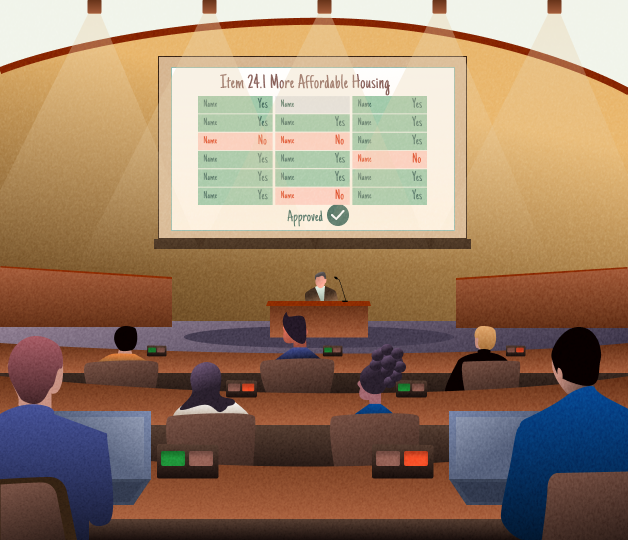 Item 24.1 More Affordable Housing
Name Yes Name Name Yes
Name Yes Name Yes Name Yes
Name No Name No Name Yes
Name Yes Name Yes Name No
Name Yes Name Yes Name Yes
Name Yes Name No Name Yes
Approved